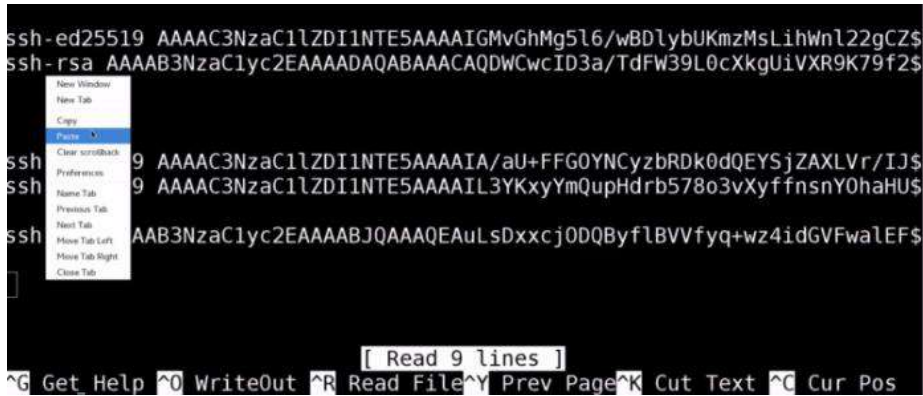 ssh-ed25519 AAAAC3NzaC1lZDI1NTE5AAAAIGMvGhMg5l6/wBDlybUKmzMsLihWnl22gCZ$
ssh-rsa AAAAB3NzaC1yc2EAAAADAQABAAACAQDWCwcID3a/TdFW39L0cXkgUiVXR9K79f2$
New Window
New Tab
Copy
Paste
Clear scrollback
Preferences
Name Tab
Previous Tab
Next Tab
Move Tab Left
Move Tab Right
Close Tab
ssh 9 AAAAC3NzaC1lZDI1NTE5AAAAIA/aU+FFGOYNCyzbRDk0dQEYSjZAXLVr/IJ$
ssh 9 AAAAC3NzaC1lZDI1NTE5AAAAIL3YKxyYmQupHdrb578o3vXyffnsnYOhaHU$
ssh AAB3NzaC1yc2EAAAABJQAAAQEAuLsDxxcjODQByflBVVfyq+wz4idGVFwalEF$
[ Read 9 lines ]
^G Get Help ^O WriteOut ^R Read File ^Y Prev Page ^K Cut Text ^C Cur Pos